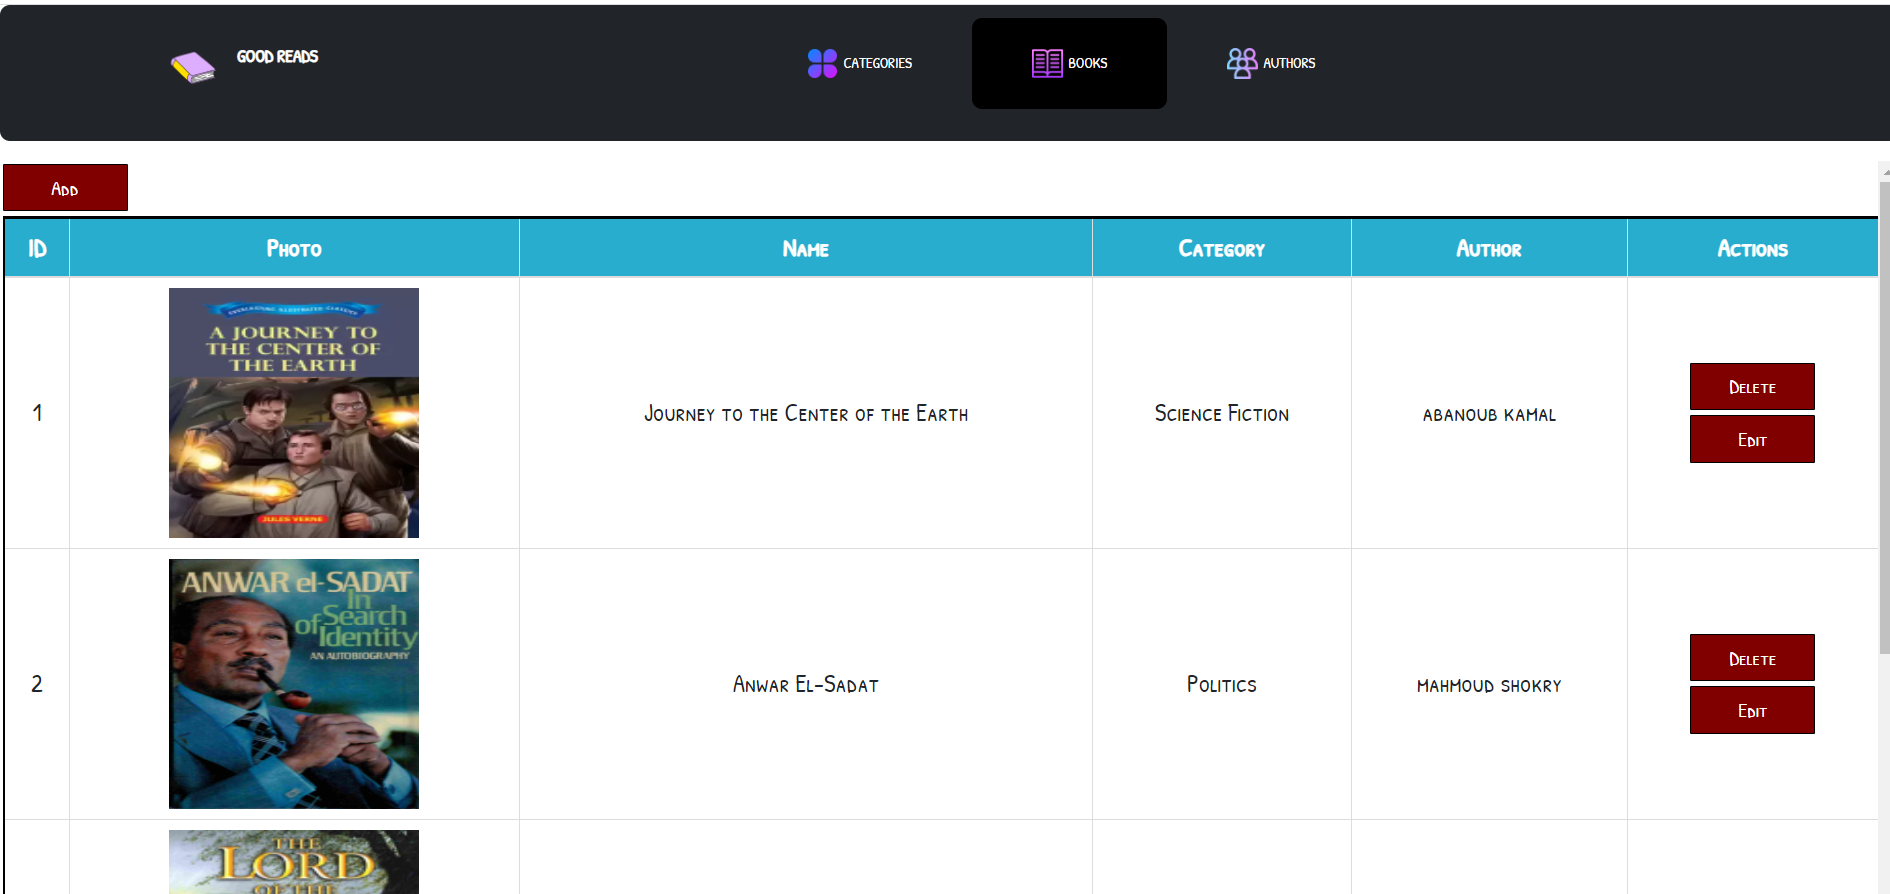 GOOD READS
CATEGORIES
BOOKS
AUTHORS
Add
ID Photo Name Category Author Actions
EVERLASTING ILLUSTRATED CLASSICS
A JOURNEY TO
THE CENTER OF
THE EARTH
JULES VERNE
1 Journey to the Center of the Earth Science Fiction abanoub kamal
Delete
Edit
ANWAR el-SADAT
In
of Search
Identity
AN AUTOBIOGRAPHY
2 Anwar El-Sadat Politics mahmoud shokry
Delete
Edit
THE
LORD
OF THE